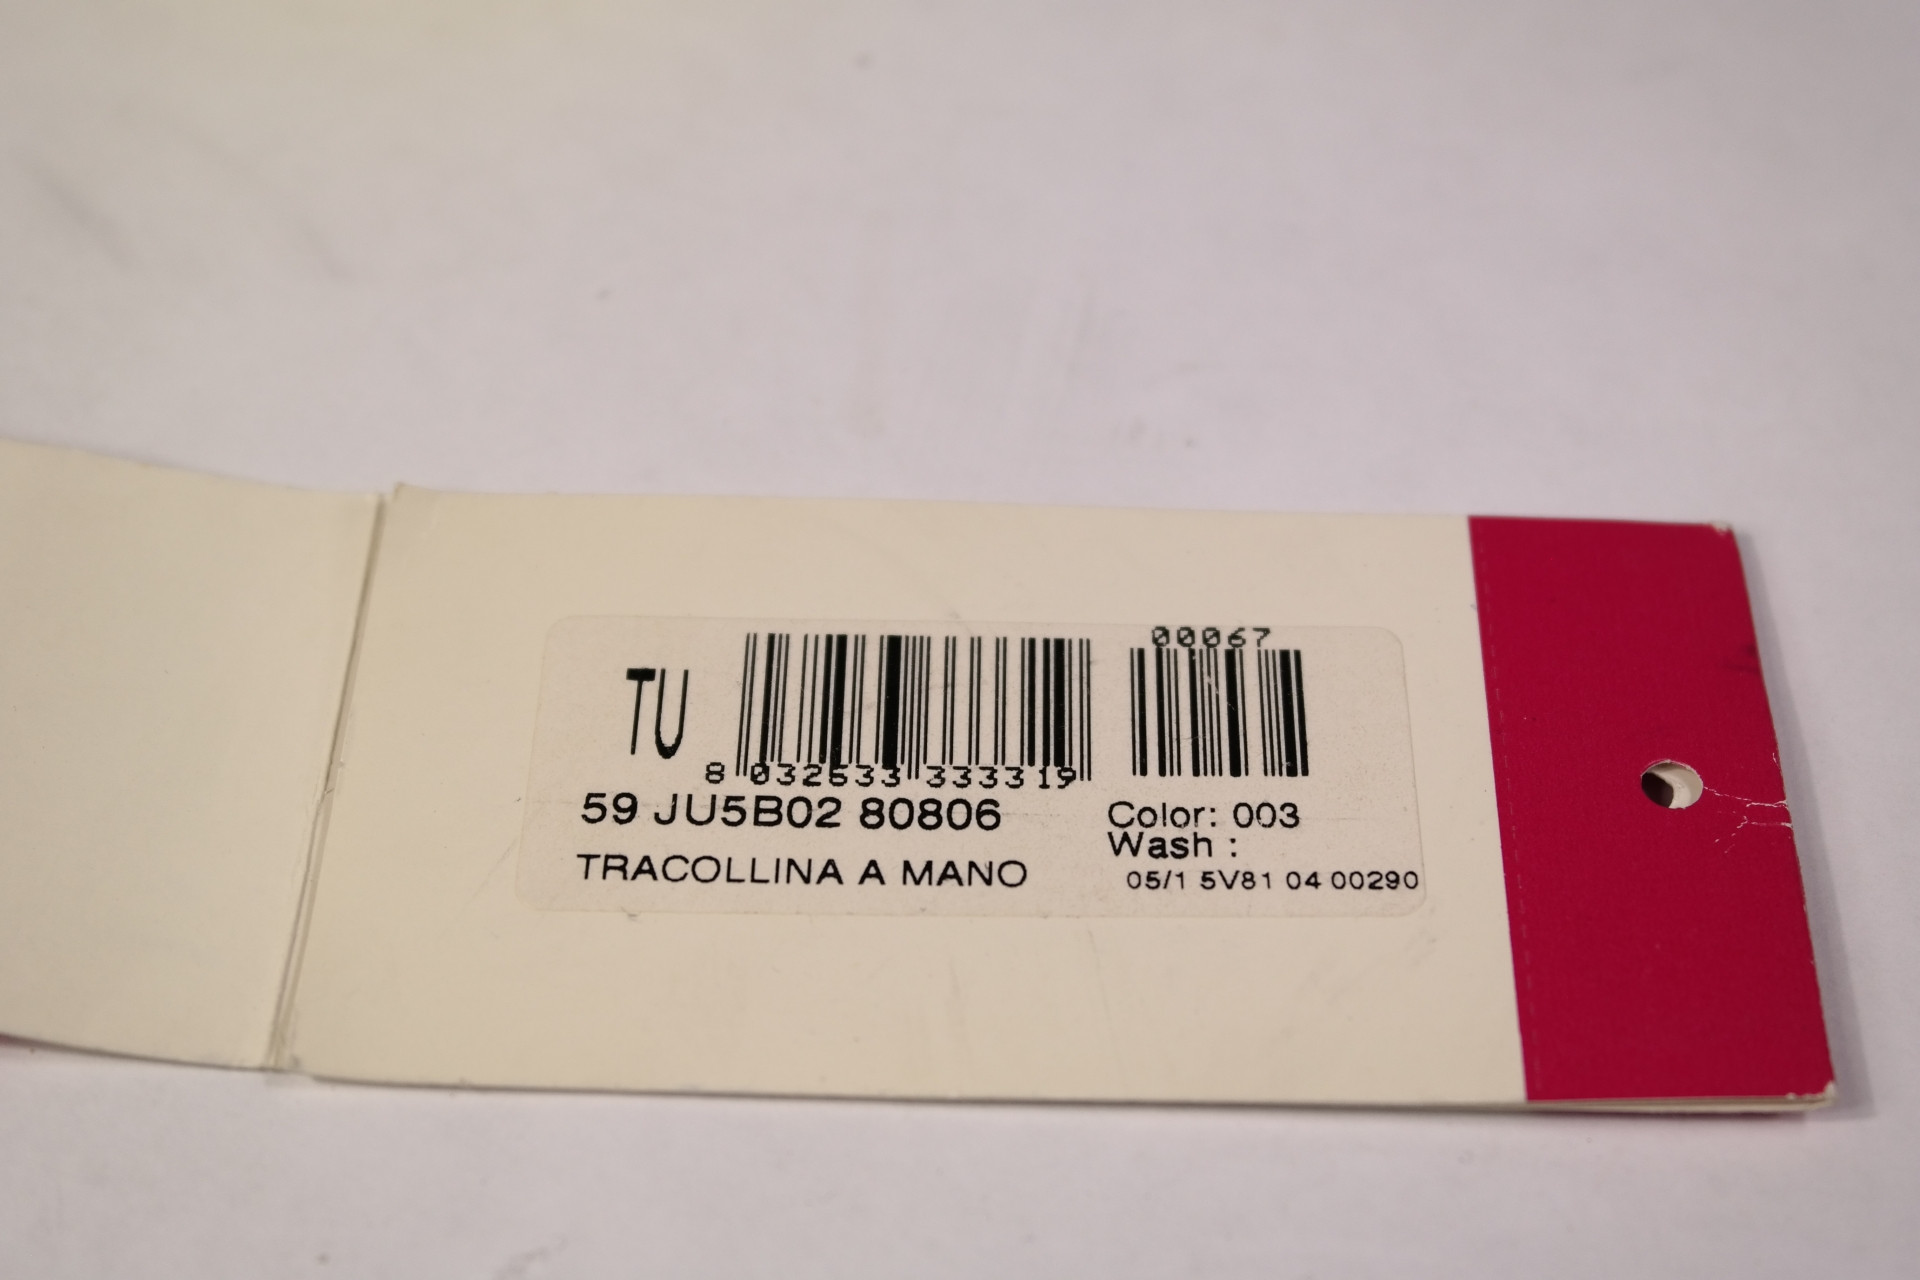 00067
TU
8 032533 333319
59 JU5B02 80806
Color: 003
Wash :
TRACOLLINA A MANO
05/1 5V81 04 00290